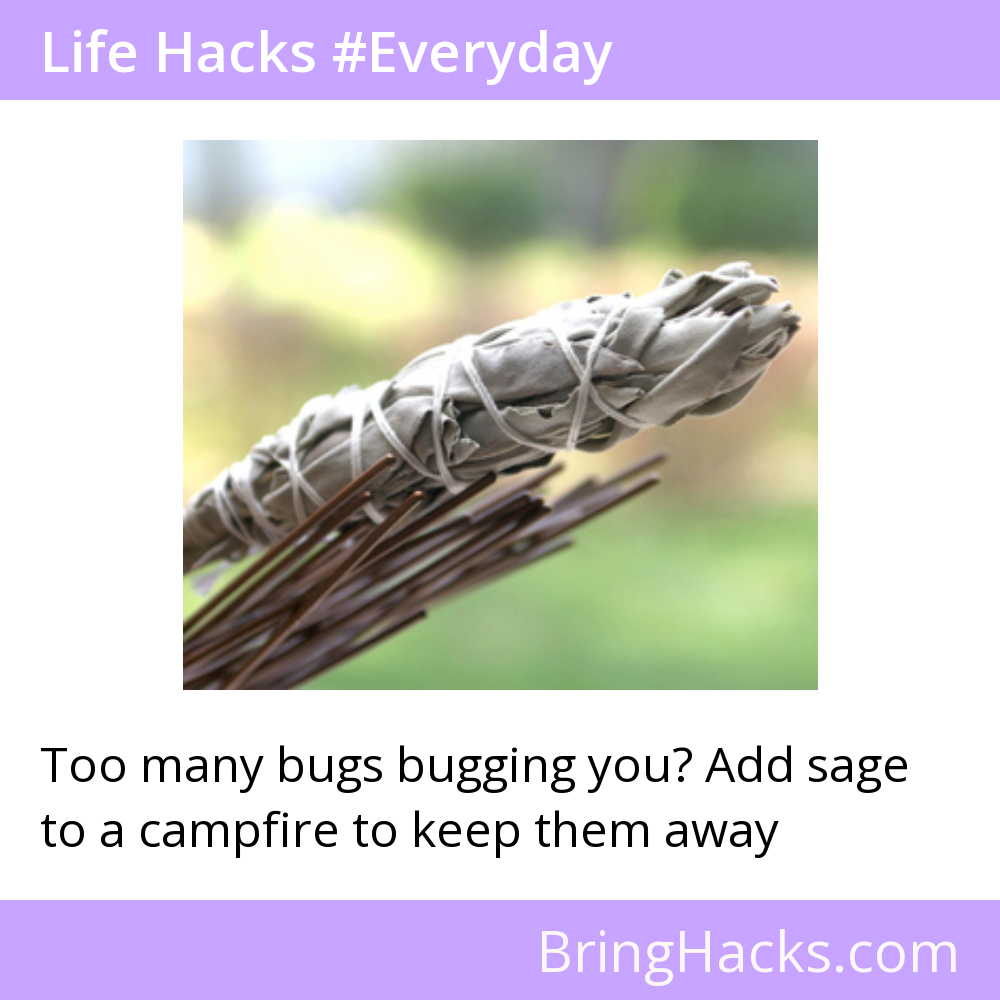 Life Hacks #Everyday
Too many bugs bugging you? Add sage
to a campfire to keep them away
BringHacks.com